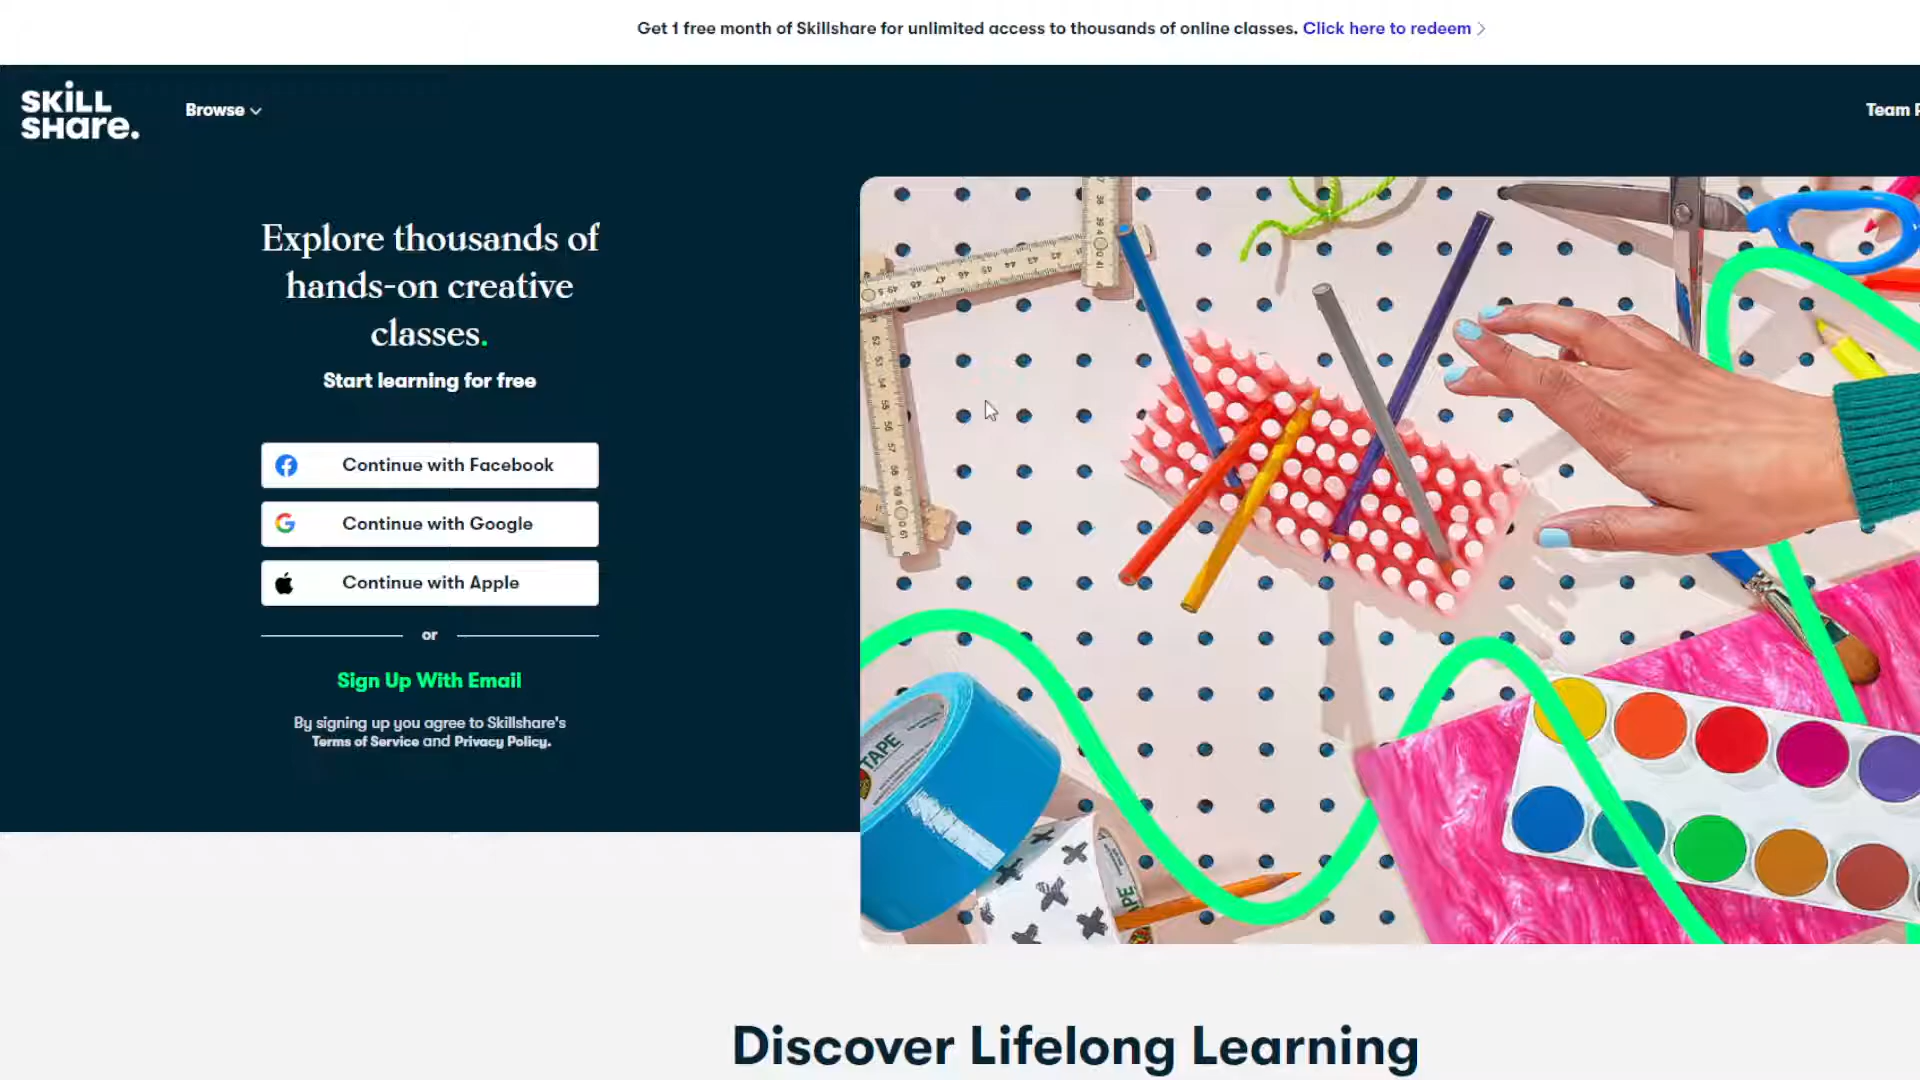 Get 1 free month of Skillshare for unlimited access to thousands of online classes. Click here to redeem
SKILL
SHare.
Browse
Team
Explore thousands of
hands-on creative
classes.
Start learning for free
Continue with Facebook
Continue with Google
Continue with Apple
or
Sign Up With Email
By signing up you agree to Skillshare's
Terms of Service and Privacy Policy.
TAPE
Discover Lifelong Learning